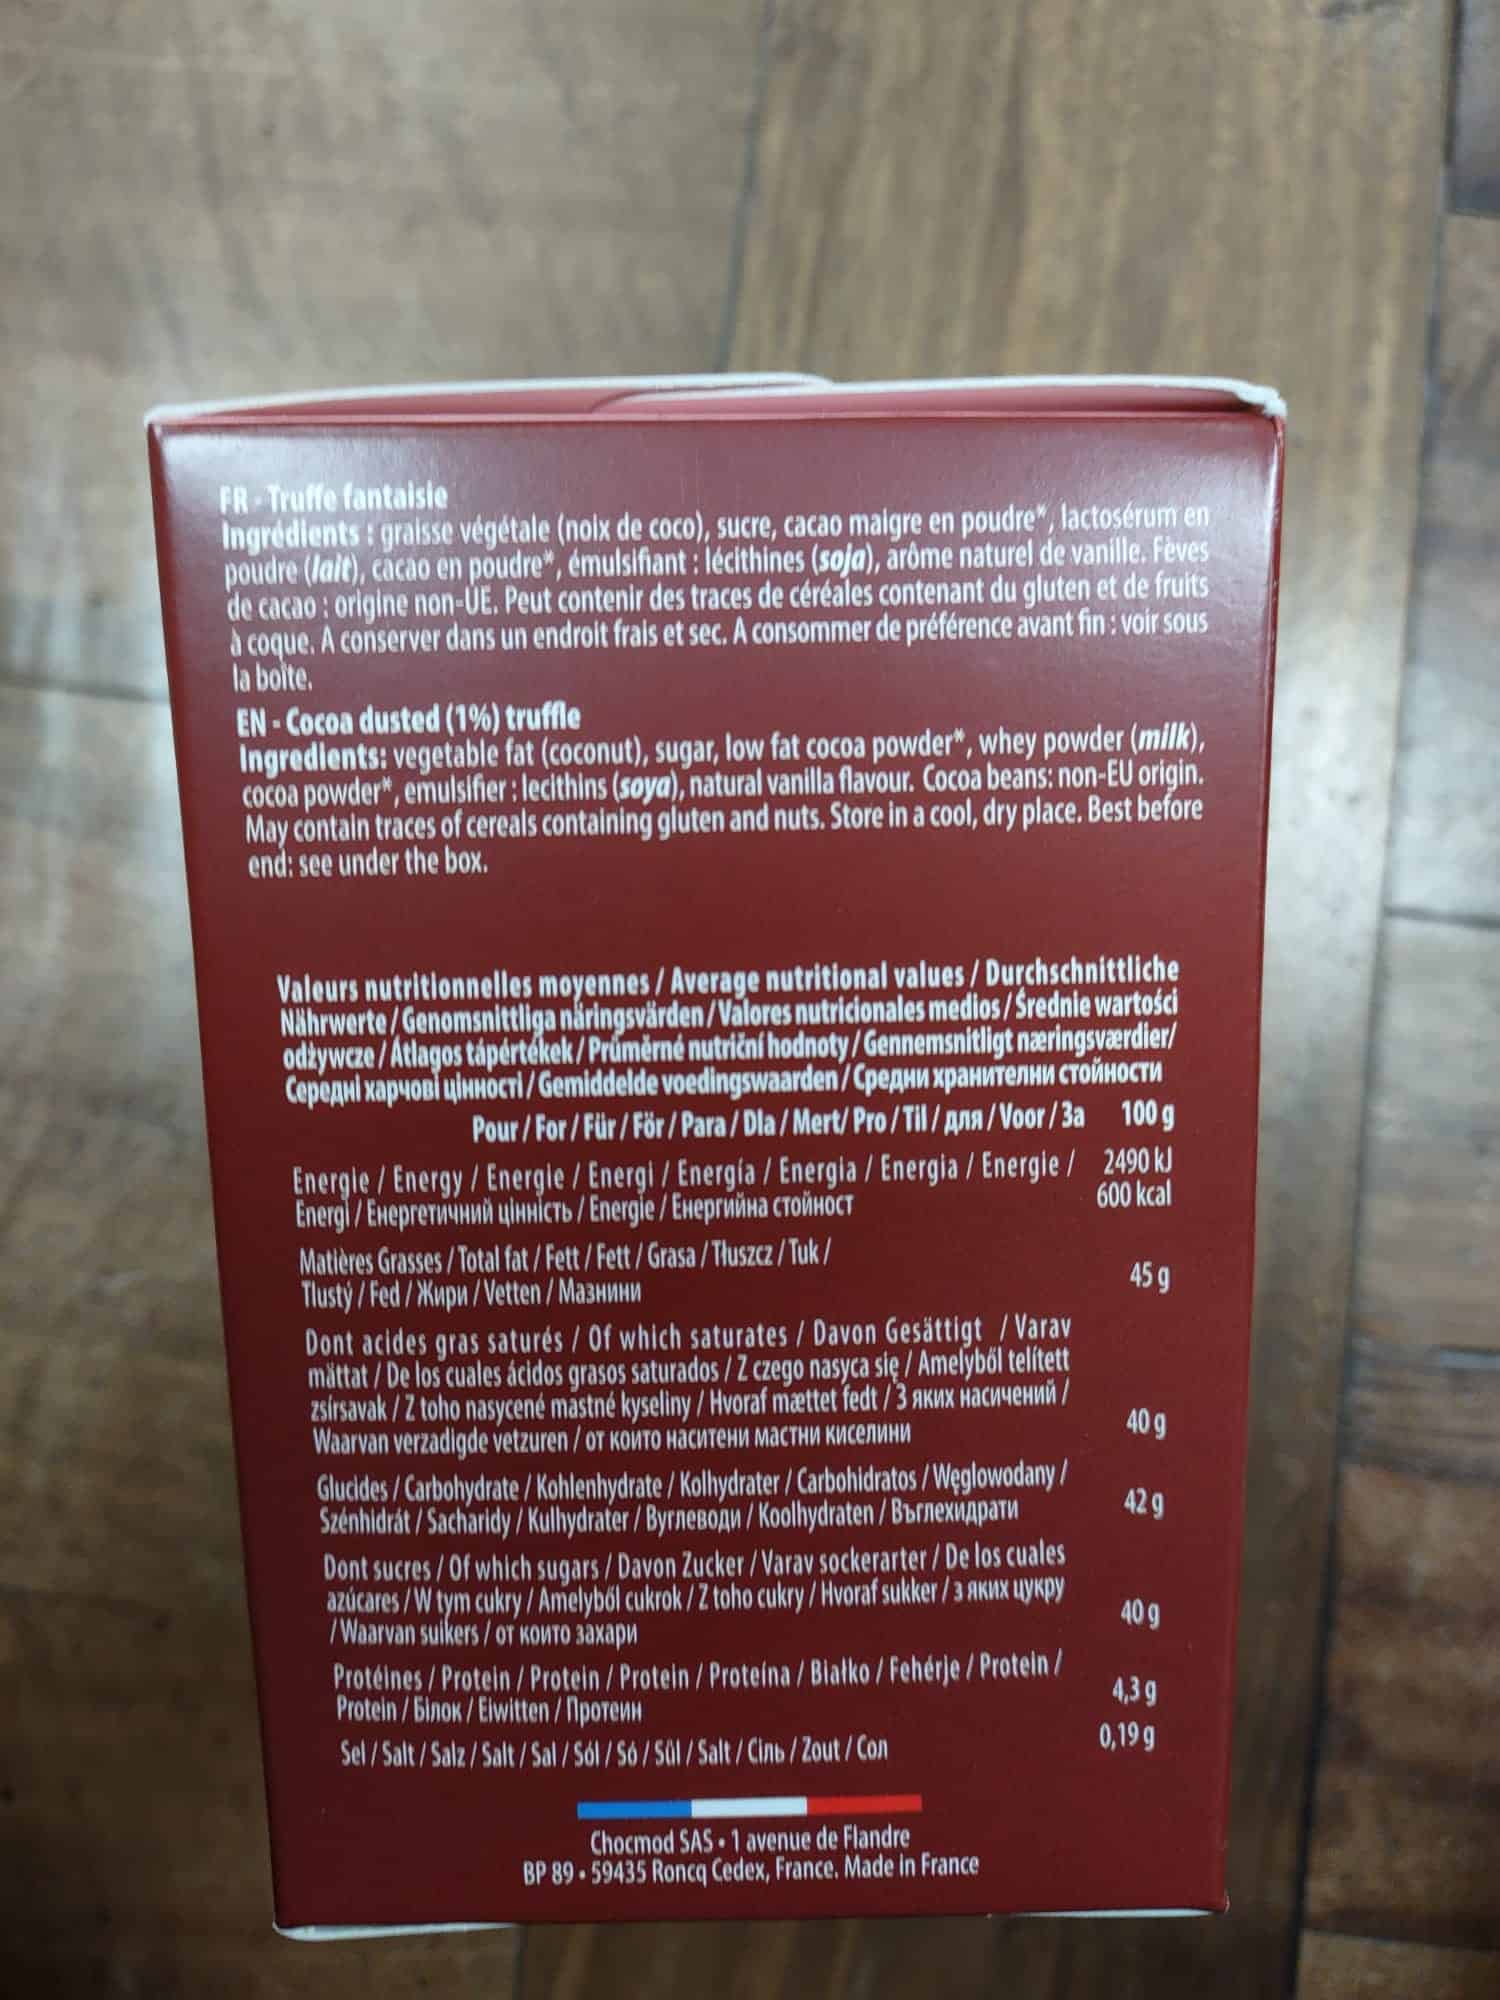 FR - Truffe fantaisie
Ingrédients : graisse végétale (noix de coco), sucre, cacao maigre en poudre*, lactosérum en
poudre (lait), cacao en poudre*, émulsifiant : lécithines (soja), arôme naturel de vanille. Fèves
de cacao : origine non-UE. Peut contenir des traces de céréales contenant du gluten et de fruits
à coque. A conserver dans un endroit frais et sec. A consommer de préférence avant fin : voir sous
la boîte.
EN - Cocoa dusted (1%) truffle
Ingredients: vegetable fat (coconut), sugar, low fat cocoa powder*, whey powder (milk),
cocoa powder*, emulsifier : lecithins (soya), natural vanilla flavour. Cocoa beans: non-EU origin.
May contain traces of cereals containing gluten and nuts. Store in a cool, dry place. Best before
end: see under the box.
Valeurs nutritionnelles moyennes / Average nutritional values / Durchschnittliche
Nährwerte / Genomsnittliga näringsvärden / Valores nutricionales medios / Średnie wartości
odżywcze / Átlagos tápértékek / Průměrné nutriční hodnoty / Gennemsnitligt næringsværdier/
Середні харчові цінності / Gemiddelde voedingswaarden / Средни хранителни стойности
Pour / For / Für / För / Para / Dla / Mert/ Pro / Til / для / Voor / За 100 g
Energie / Energy / Energie / Energi / Energía / Energia / Energia / Energie / 2490 kJ
Energi / Енергетичний цінність / Energie / Енергийна стойност 600 kcal
Matières Grasses / Total fat / Fett / Fett / Grasa / Tłuszcz / Tuk /
Tlustý / Fed / Жири / Vetten / Мазнини 45 g
Dont acides gras saturés / Of which saturates / Davon Gesättigt / Varav
mättat / De los cuales ácidos grasos saturados / Z czego nasyca się / Amelyből telített
zsírsavak / Z toho nasycené mastné kyseliny / Hvoraf mættet fedt / З яких насичений /
Waarvan verzadigde vetzuren / от които наситени мастни киселини 40 g
Glucides / Carbohydrate / Kohlenhydrate / Kolhydrater / Carbohidratos / Węglowodany /
Szénhidrát / Sacharidy / Kulhydrater / Вуглеводи / Koolhydraten / Въглехидрати 42 g
Dont sucres / Of which sugars / Davon Zucker / Varav sockerarter / De los cuales
azúcares / W tym cukry / Amelyből cukrok / Z toho cukry / Hvoraf sukker / з яких цукру
/ Waarvan suikers / от които захари 40 g
Protéines / Protein / Protein / Protein / Proteína / Białko / Fehérje / Protein /
Protein / Білок / Eiwitten / Протеин 4,3 g
Sel / Salt / Salz / Salt / Sal / Sól / Só / Sůl / Salt / Сіль / Zout / Сол 0,19 g
Chocmod SAS • 1 avenue de Flandre
BP 89 • 59435 Roncq Cedex, France. Made in France